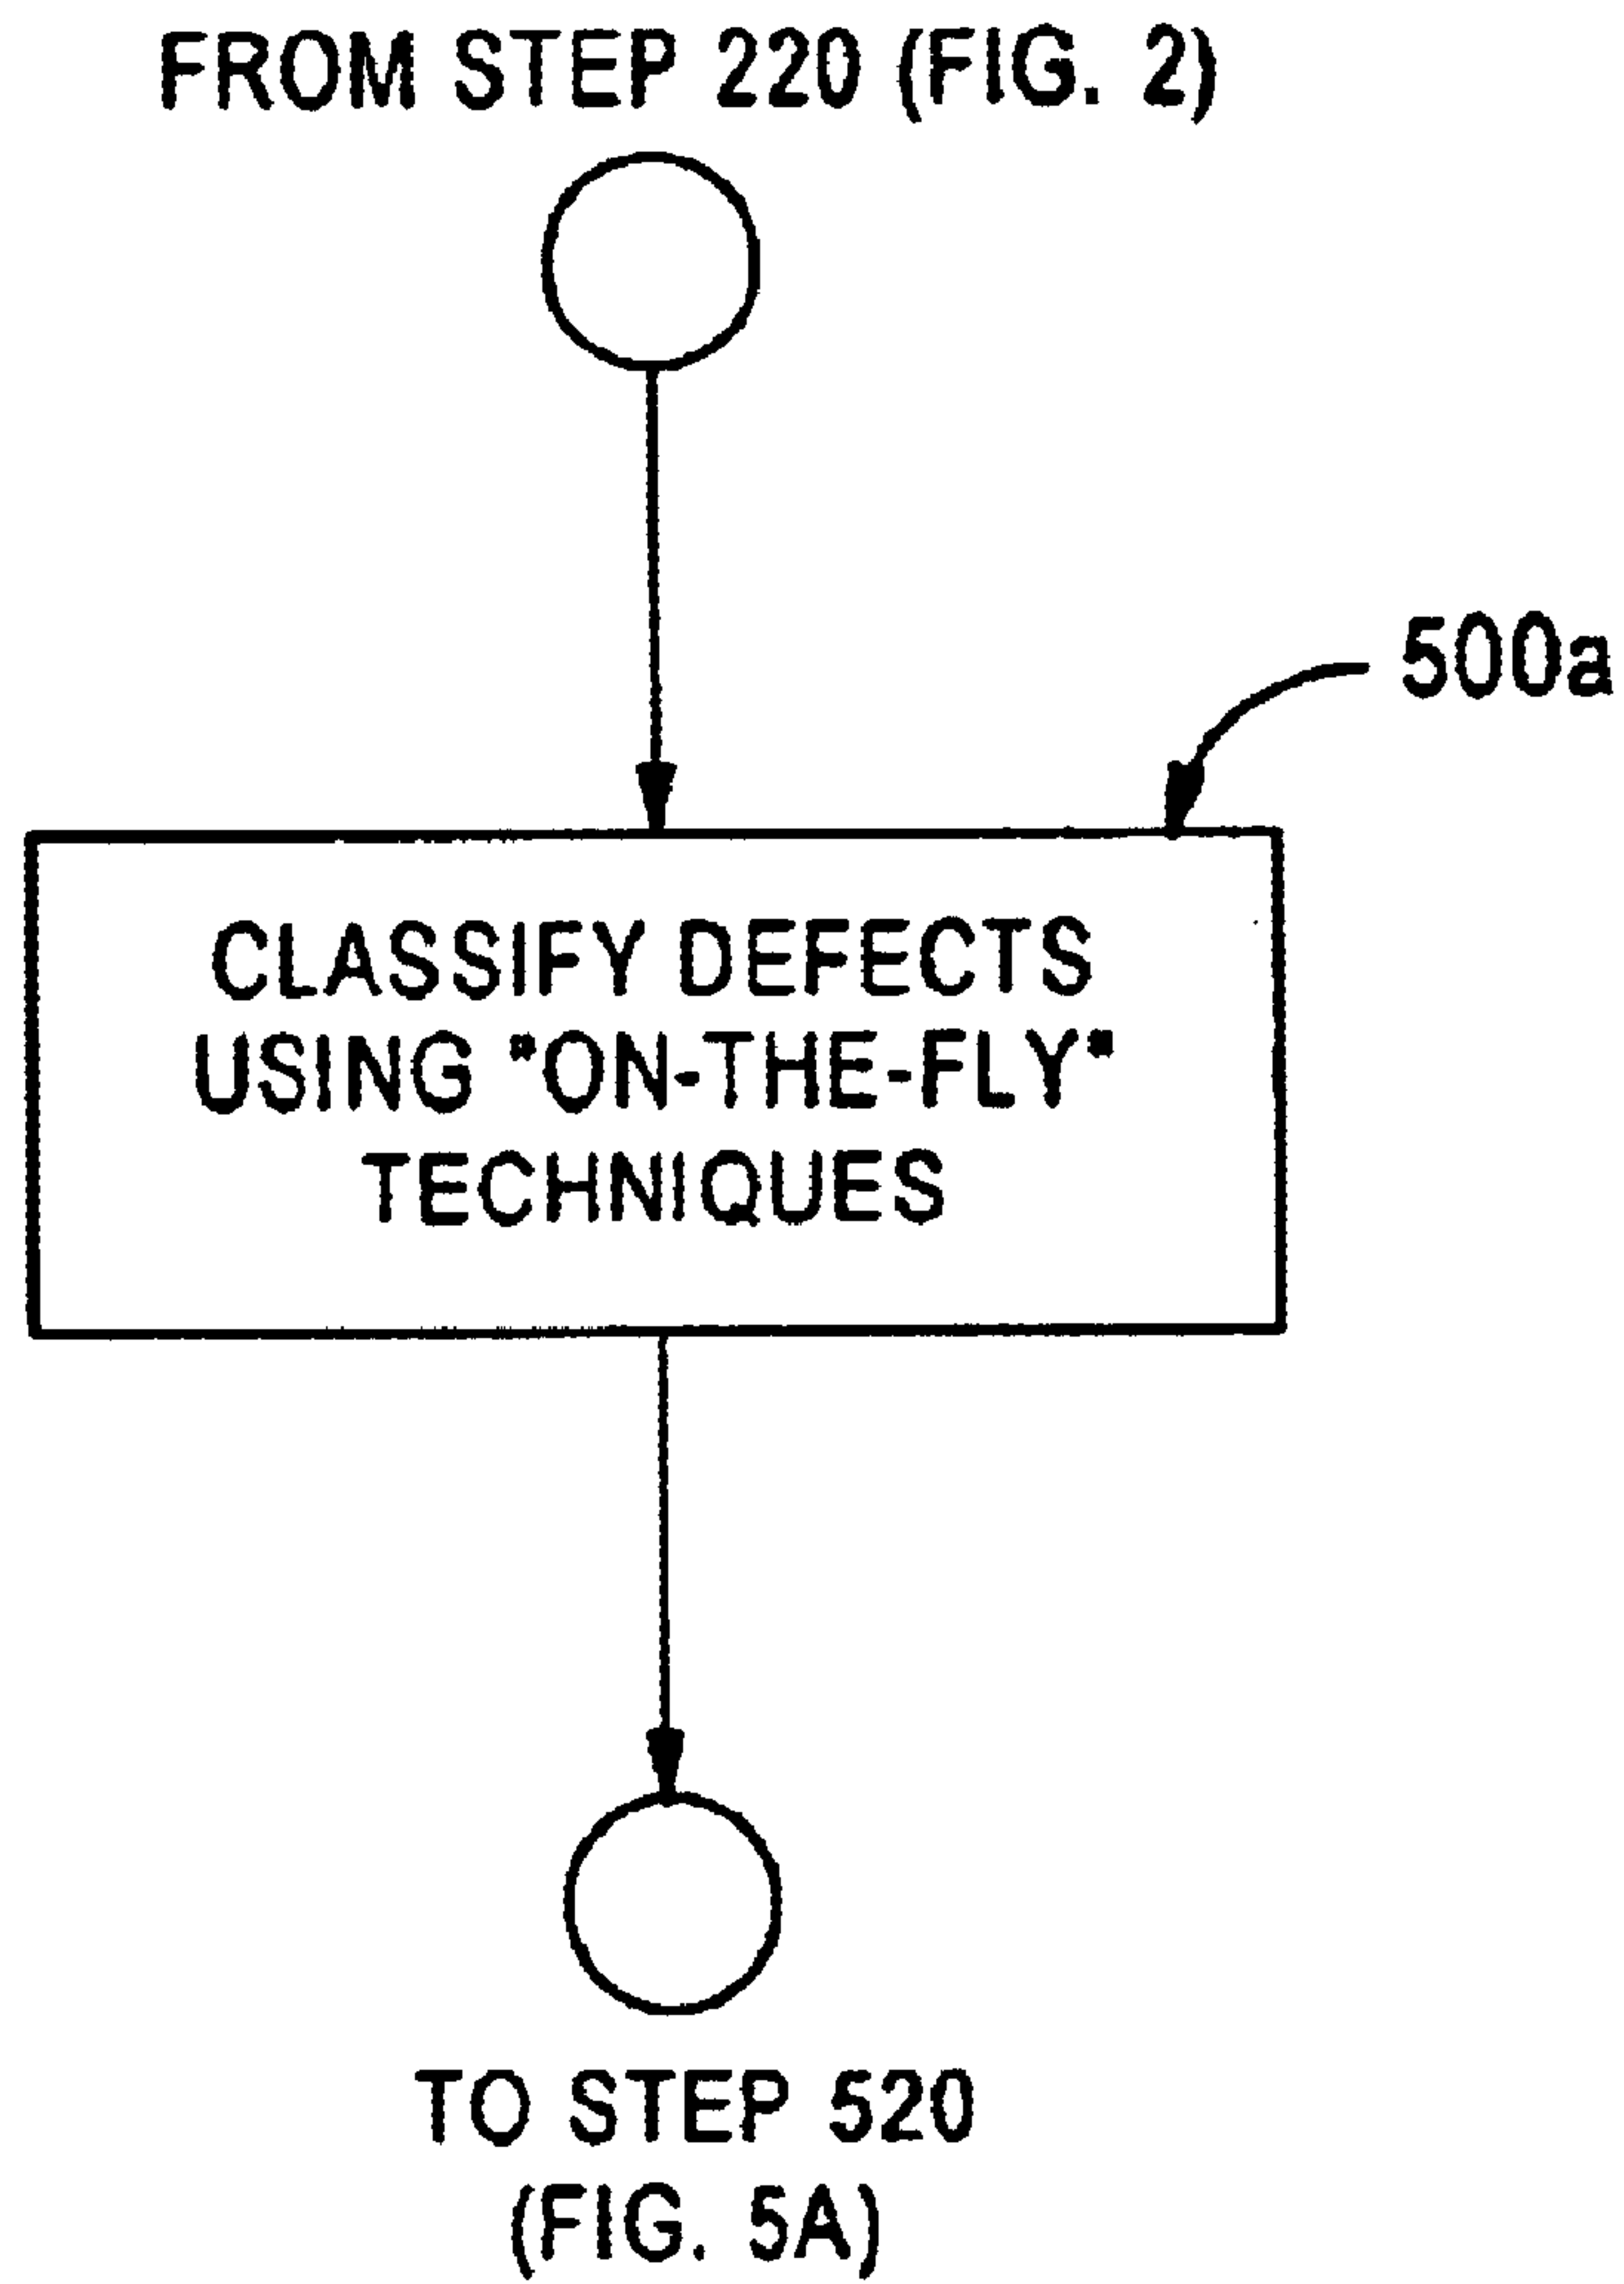 FROM STEP 220 (FIG. 2)
500a
CLASSIFY DEFECTS
USING "ON-THE-FLY"
TECHNIQUES
TO STEP 520
(FIG. 5A)